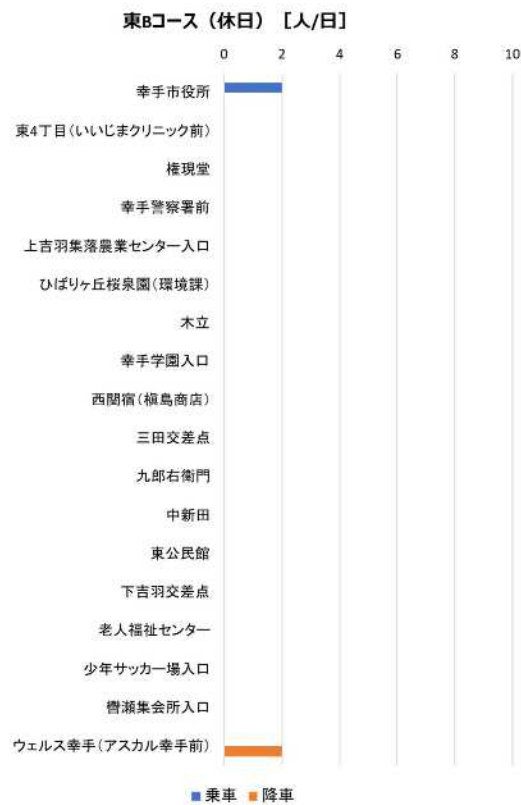 東Bコース（休日）［人/日］
0 2 4 6 8 10
幸手市役所
東4丁目（いいじまクリニック前）
権現堂
幸手警察署前
上吉羽集落農業センター入口
ひばりヶ丘桜泉園（環境課）
木立
幸手学園入口
西関宿（槇島商店）
三田交差点
九郎右衛門
中新田
東公民館
下吉羽交差点
老人福祉センター
少年サッカー場入口
轡瀬集会所入口
ウェルス幸手（アスカル幸手前）
乗車 降車